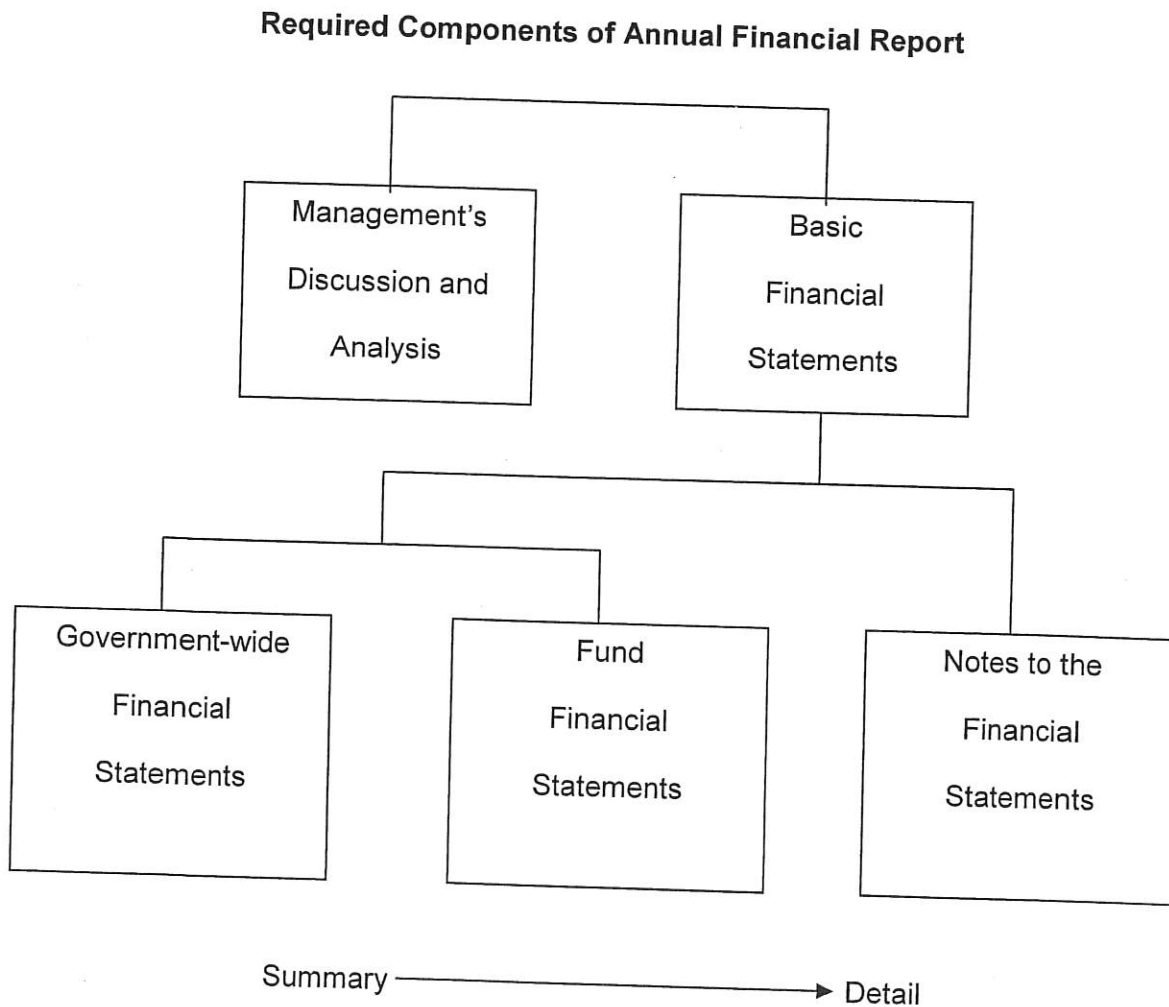 Required Components of Annual Financial Report
Management's
Discussion and
Analysis
Basic
Financial
Statements
Government-wide
Financial
Statements
Fund
Financial
Statements
Notes to the
Financial
Statements
Summary
Detail